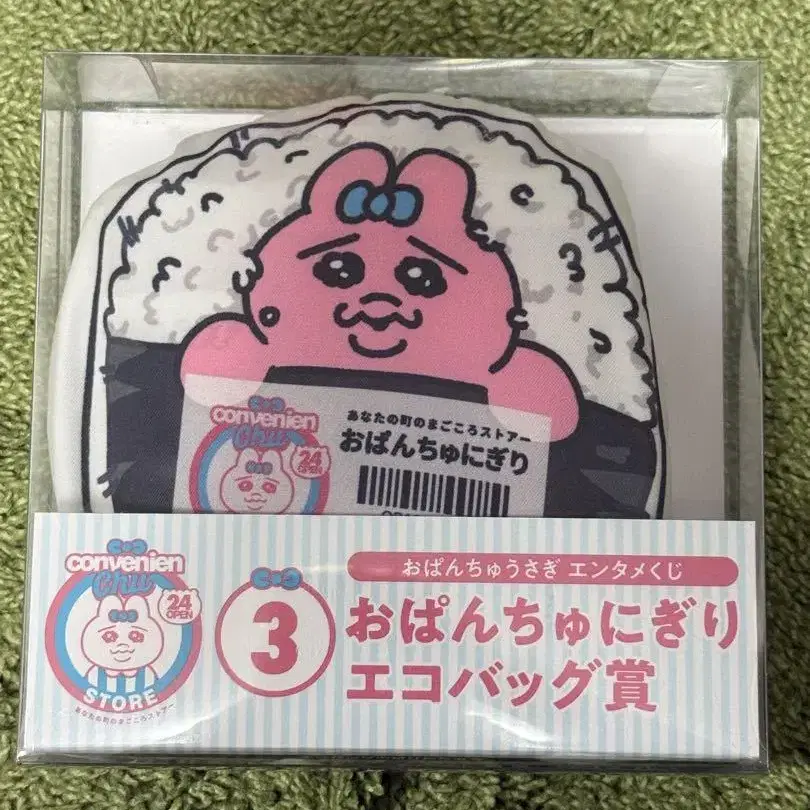 convenien
Chu
24
OPEN
あなたの町のまごころストアー
おぱんちゅにぎり
convenien
Chu
24
OPEN
STORE
あなたの町のまごころストアー
3
おぱんちゅうさぎ エンタメくじ
おぱんちゅにぎり
エコバッグ賞